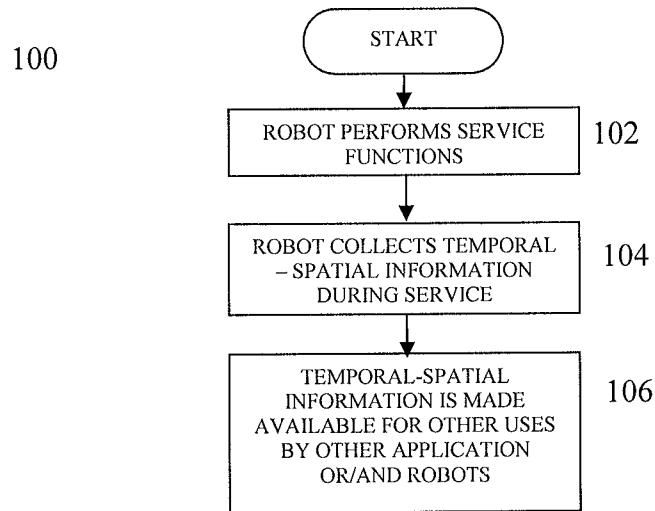 START
100
ROBOT PERFORMS SERVICE
FUNCTIONS
102
ROBOT COLLECTS TEMPORAL
– SPATIAL INFORMATION
DURING SERVICE
104
TEMPORAL-SPATIAL
INFORMATION IS MADE
AVAILABLE FOR OTHER USES
BY OTHER APPLICATION
OR/AND ROBOTS
106